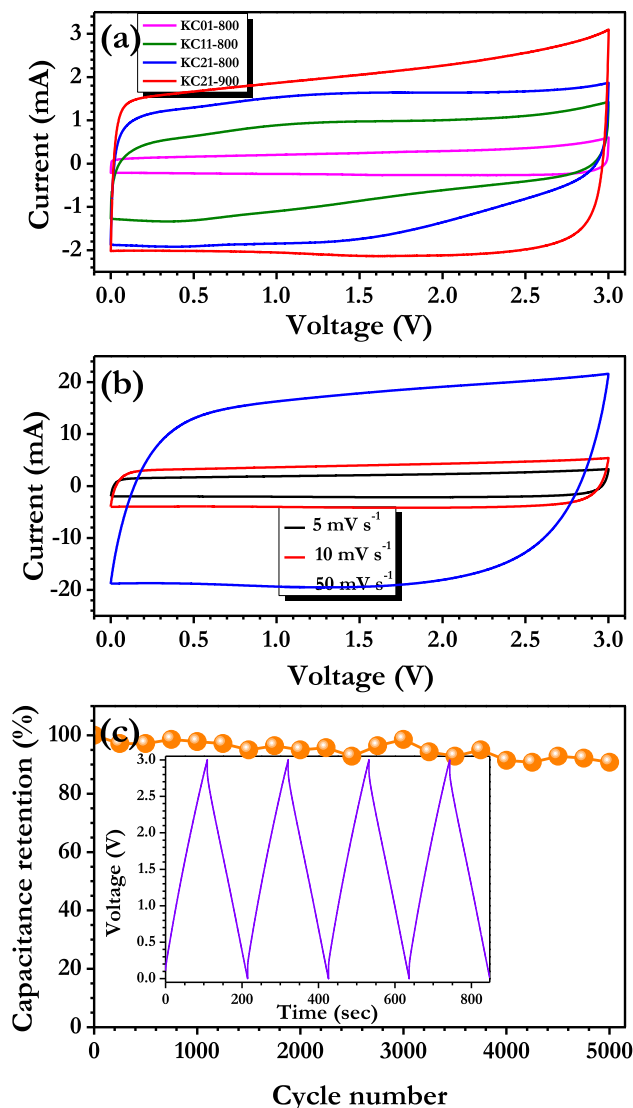 (a)
KC01-800
KC11-800
KC21-800
KC21-900
3
2
1
0
-1
-2
Current (mA)
0.0 0.5 1.0 1.5 2.0 2.5 3.0
Voltage (V)
(b)
20
10
0
-10
-20
Current (mA)
5 mV s-1
10 mV s-1
50 mV s-1
0.0 0.5 1.0 1.5 2.0 2.5 3.0
Voltage (V)
(c)
100
80
60
40
20
0
Capacitance retention (%)
3.0
2.5
2.0
1.5
1.0
0.5
0.0
Voltage (V)
0 200 400 600 800
Time (sec)
0 1000 2000 3000 4000 5000
Cycle number